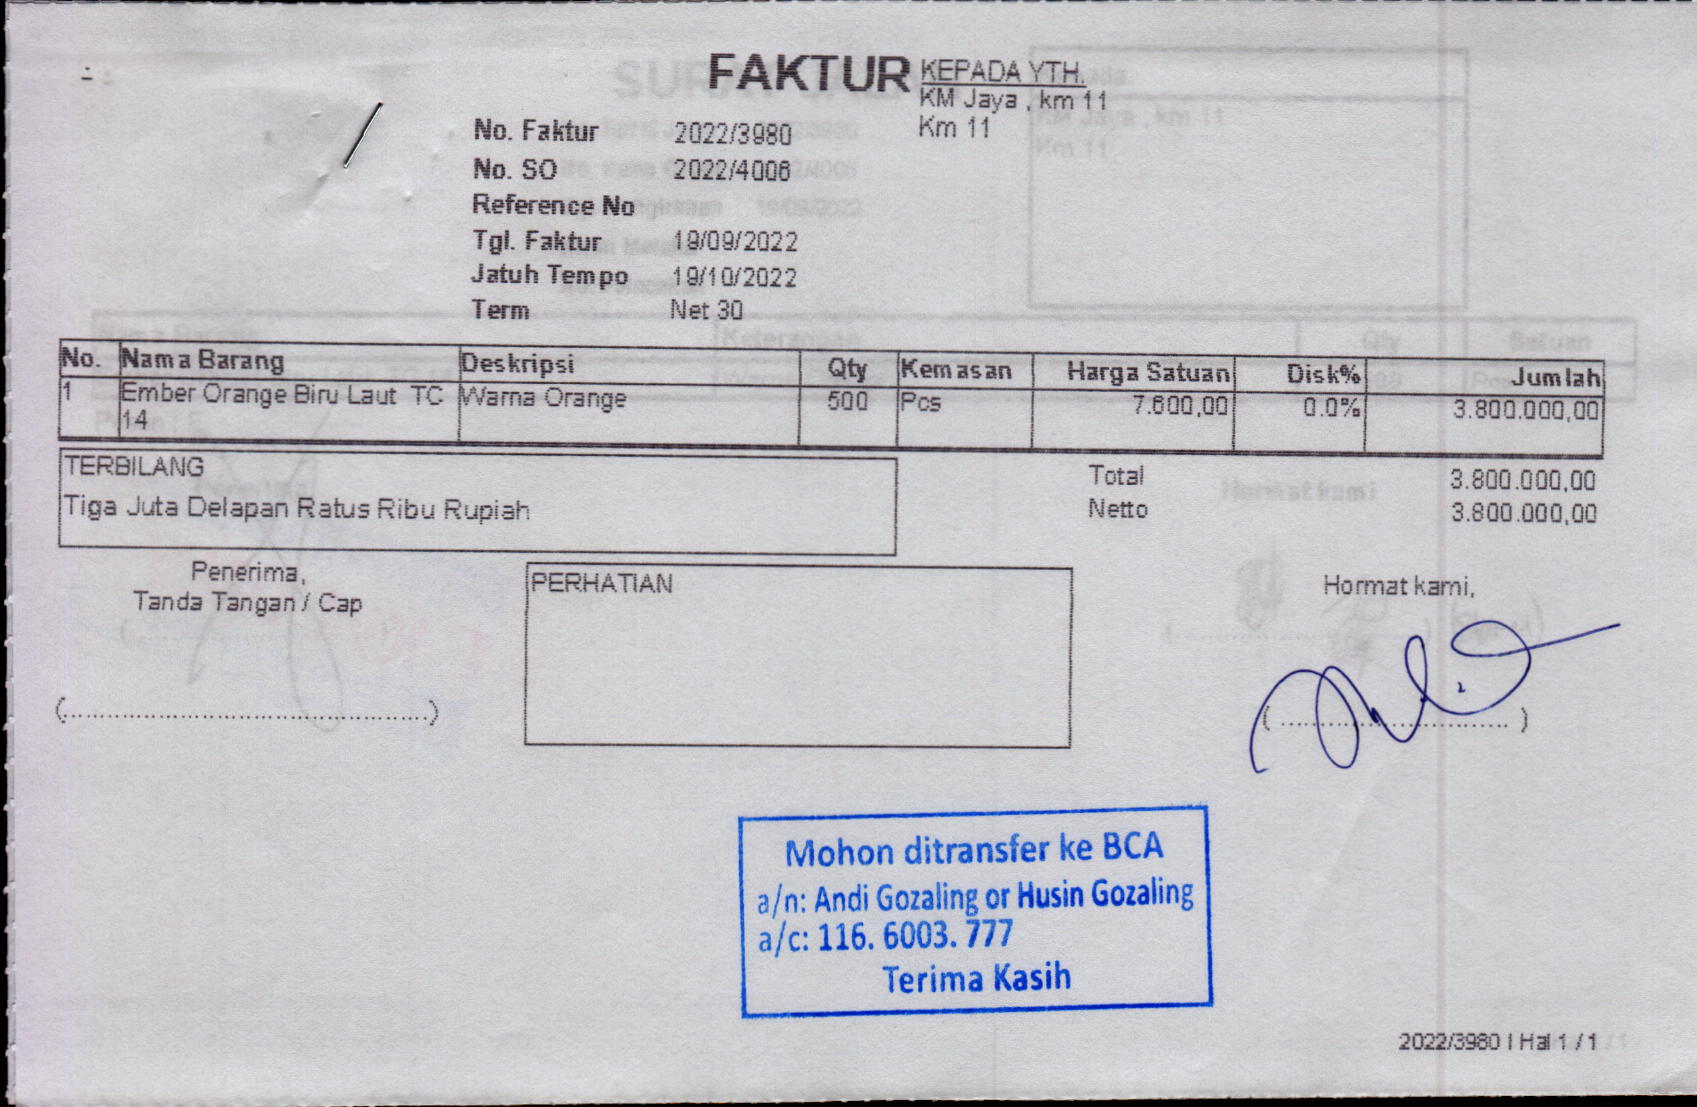 FAKTUR
KEPADA YTH.
KM Jaya , km 11
Km 11
No. Faktur 2022/3980
No. SO 2022/4006
Reference No
Tgl. Faktur 19/09/2022
Jatuh Tempo 19/10/2022
Term Net 30
No. Nama Barang Deskripsi Qty Kemasan Harga Satuan Disk% Jumlah
1 Ember Orange Biru Laut TC Warna Orange 500 Pcs 7.600,00 0.0% 3.800.000,00
14
TERBILANG
Tiga Juta Delapan Ratus Ribu Rupiah
Total 3.800.000,00
Netto 3.800.000,00
Penerima,
Tanda Tangan / Cap
(..............................................)
PERHATIAN
Hormat kami,
( .............................. )
Mohon ditransfer ke BCA
a/n: Andi Gozaling or Husin Gozaling
a/c: 116. 6003. 777
Terima Kasih
2022/3980 | Hal 1 / 1